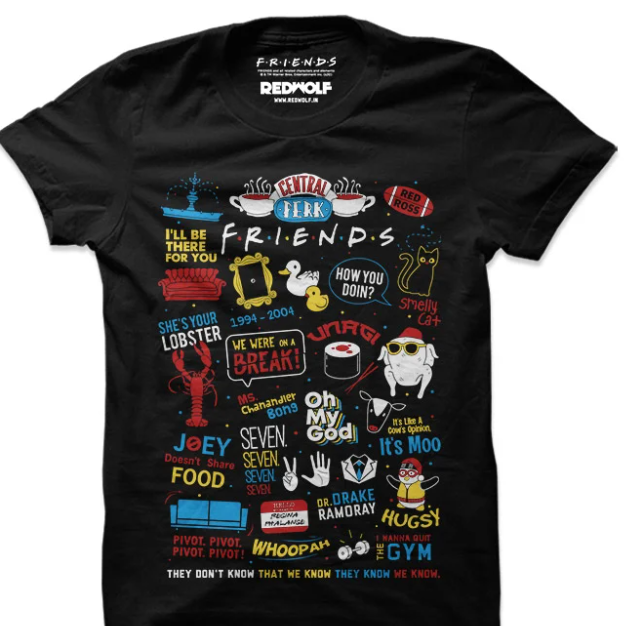 F·R·I·E·N·D·S
REDWOLF
WWW.REDWOLF.IN
CENTRAL
PERK
RED
ROSS
I'LL BE
THERE
FOR YOU
F·R·I·E·N·D·S
HOW YOU
DOIN?
Smelly
Cat
1994 - 2004
SHE'S YOUR
LOBSTER
WE WERE ON A
BREAK!
UNAGI
Ms.
Chanandler
Bong
Oh
My
God
It's Like A
Cow's Opinion,
It's Moo
JOEY
Doesn't Share
FOOD
SEVEN.
SEVEN.
SEVEN.
SEVEN.
DR. DRAKE
RAMORAY
HUGSY
HELLO
REGINA
PHALANGE
PIVOT, PIVOT,
PIVOT, PIVOT!
WHOOPAH
I WANNA QUIT
THE GYM
THEY DON'T KNOW THAT WE KNOW THEY KNOW WE KNOW.